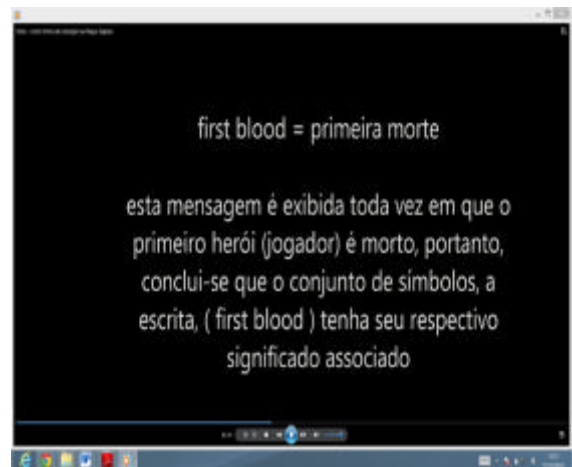 first blood = primeira morte
esta mensagem é exibida toda vez em que o
primeiro herói (jogador) é morto, portanto,
conclui-se que o conjunto de símbolos, a
escrita, ( first blood ) tenha seu respectivo
significado associado